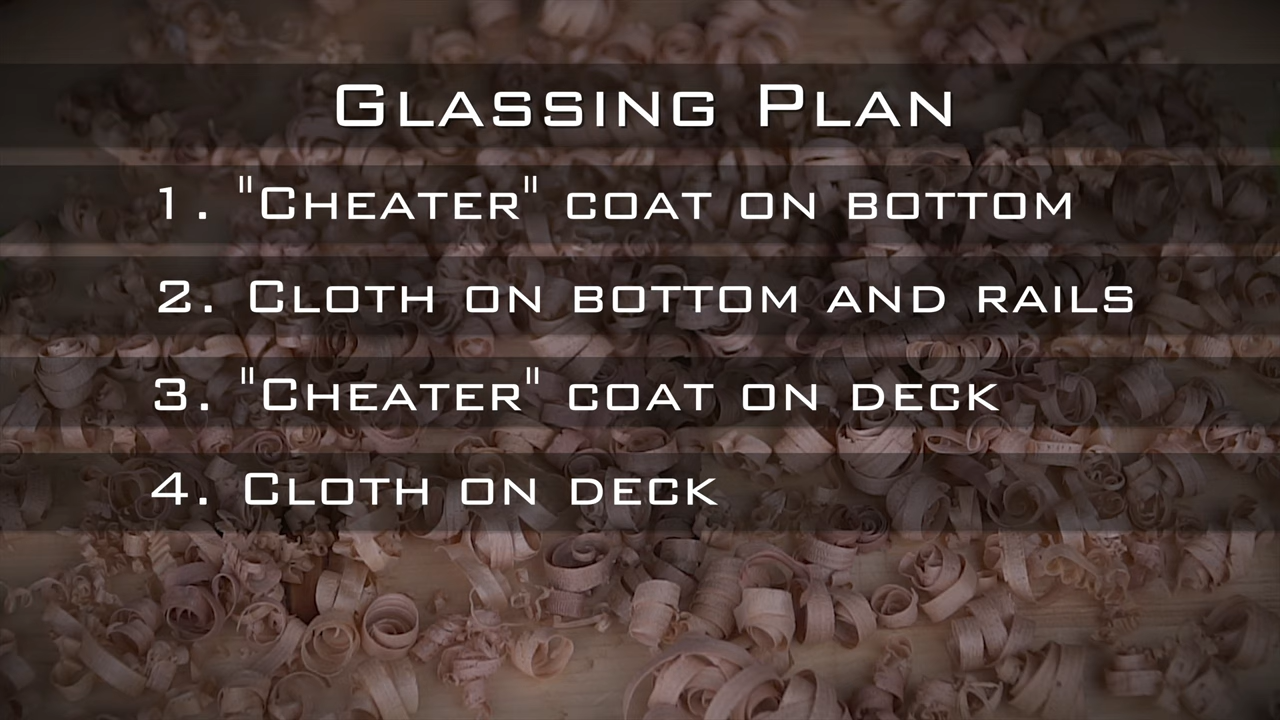 Glassing Plan
1. "Cheater" coat on bottom
2. Cloth on bottom and rails
3. "Cheater" coat on deck
4. Cloth on deck